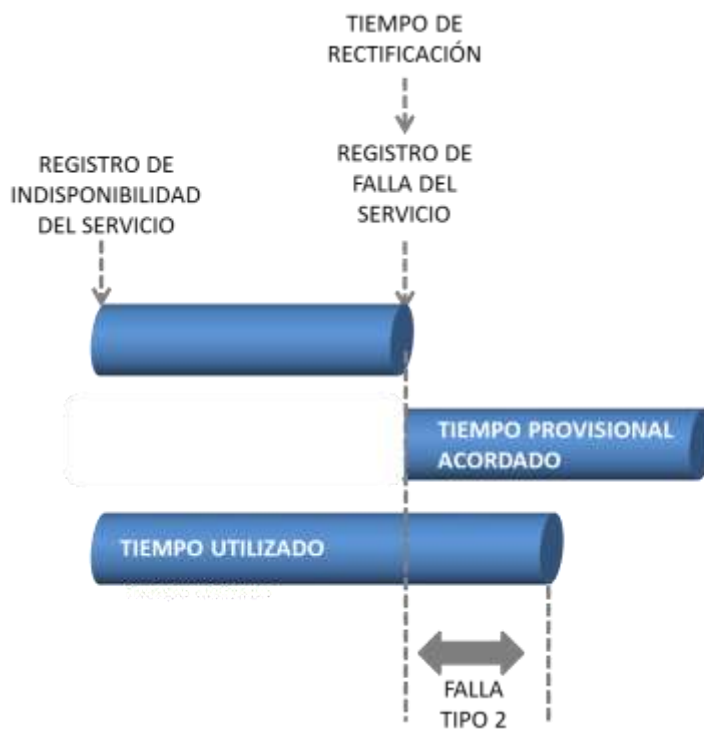 TIEMPO DE
RECTIFICACIÓN
REGISTRO DE
INDISPONIBILIDAD
DEL SERVICIO
REGISTRO DE
FALLA DEL
SERVICIO
TIEMPO PROVISIONAL
ACORDADO
TIEMPO UTILIZADO
FALLA
TIPO 2